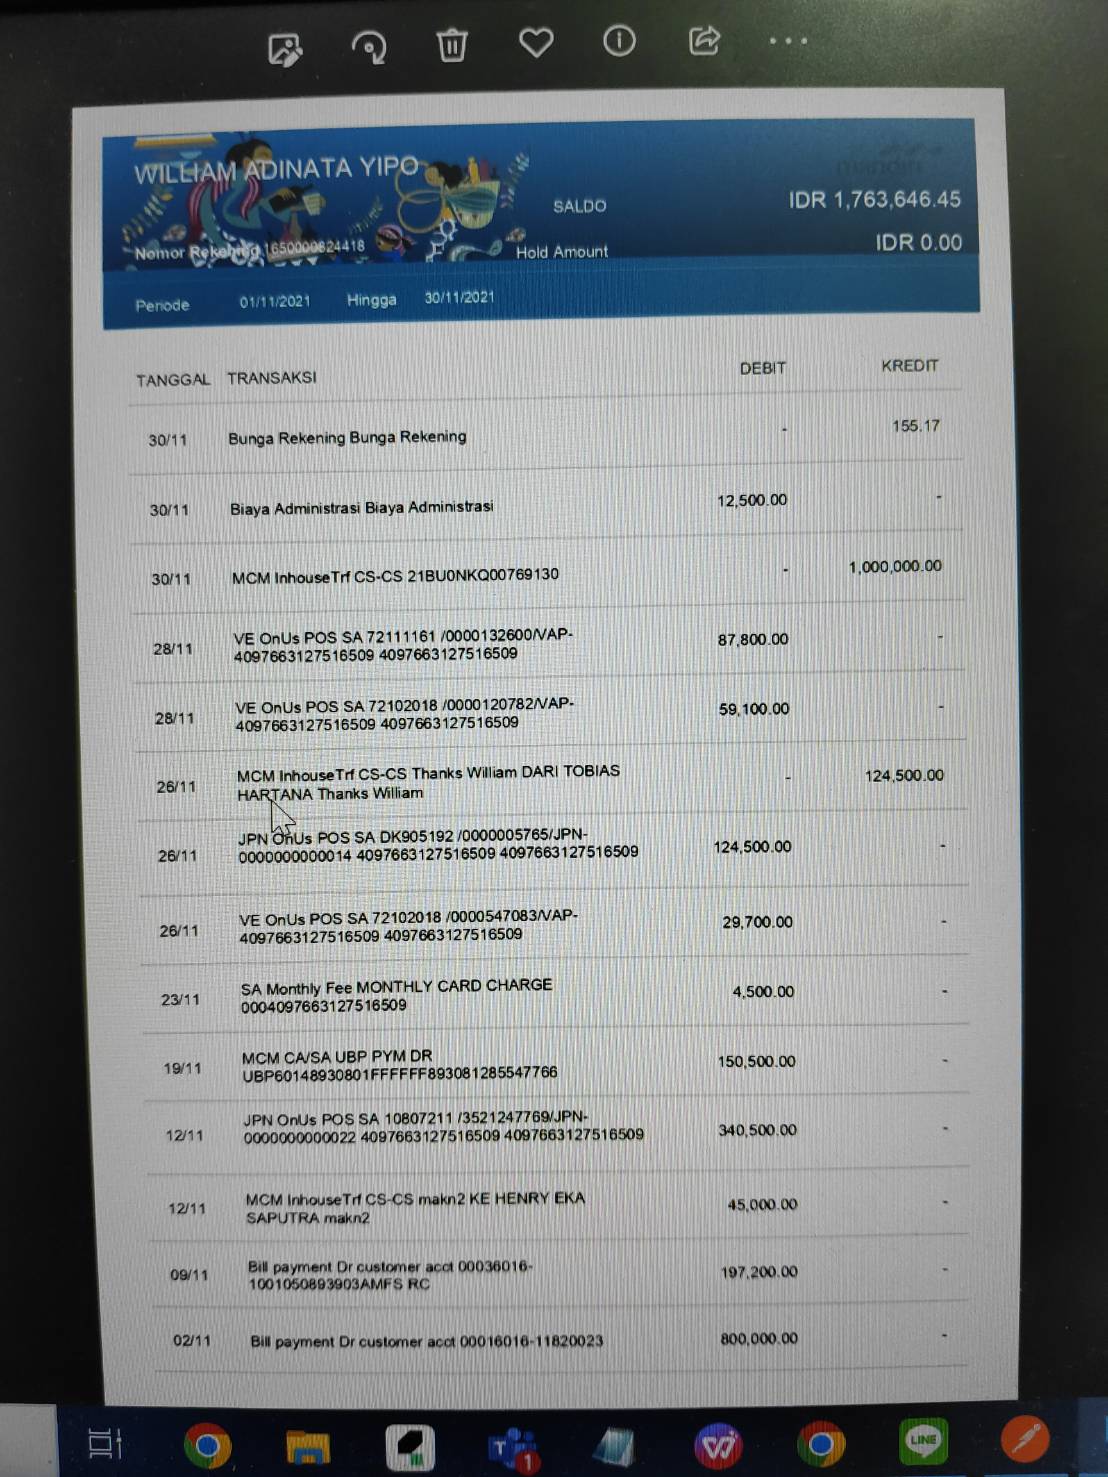 WILLIAM ADINATA YIPO
SALDO IDR 1,763,646.45
Nomor Rekening 1650000824418 Hold Amount IDR 0.00
Periode 01/11/2021 Hingga 30/11/2021
TANGGAL TRANSAKSI DEBIT KREDIT
30/11 Bunga Rekening Bunga Rekening - 155.17
30/11 Biaya Administrasi Biaya Administrasi 12,500.00 -
30/11 MCM InhouseTrf CS-CS 21BU0NKQ00769130 - 1,000,000.00
28/11 VE OnUs POS SA 72111161 /0000132600/VAP- 87,800.00 -
4097663127516509 4097663127516509
28/11 VE OnUs POS SA 72102018 /0000120782/VAP- 59,100.00 -
4097663127516509 4097663127516509
26/11 MCM InhouseTrf CS-CS Thanks William DARI TOBIAS - 124,500.00
HARTANA Thanks William
26/11 JPN OnUs POS SA DK905192 /0000005765/JPN- 124,500.00 -
0000000000014 4097663127516509 4097663127516509
26/11 VE OnUs POS SA 72102018 /0000547083/VAP- 29,700.00 -
4097663127516509 4097663127516509
23/11 SA Monthly Fee MONTHLY CARD CHARGE 4,500.00 -
0004097663127516509
19/11 MCM CA/SA UBP PYM DR 150,500.00 -
UBP60148930801FFFFFF893081285547766
12/11 JPN OnUs POS SA 10807211 /3521247769/JPN- 340,500.00 -
0000000000022 4097663127516509 4097663127516509
12/11 MCM InhouseTrf CS-CS makn2 KE HENRY EKA 45,000.00 -
SAPUTRA makn2
09/11 Bill payment Dr customer acct 00036016- 197,200.00 -
1001050893903AMFS RC
02/11 Bill payment Dr customer acct 00016016-11820023 800,000.00 -
T 1 LINE